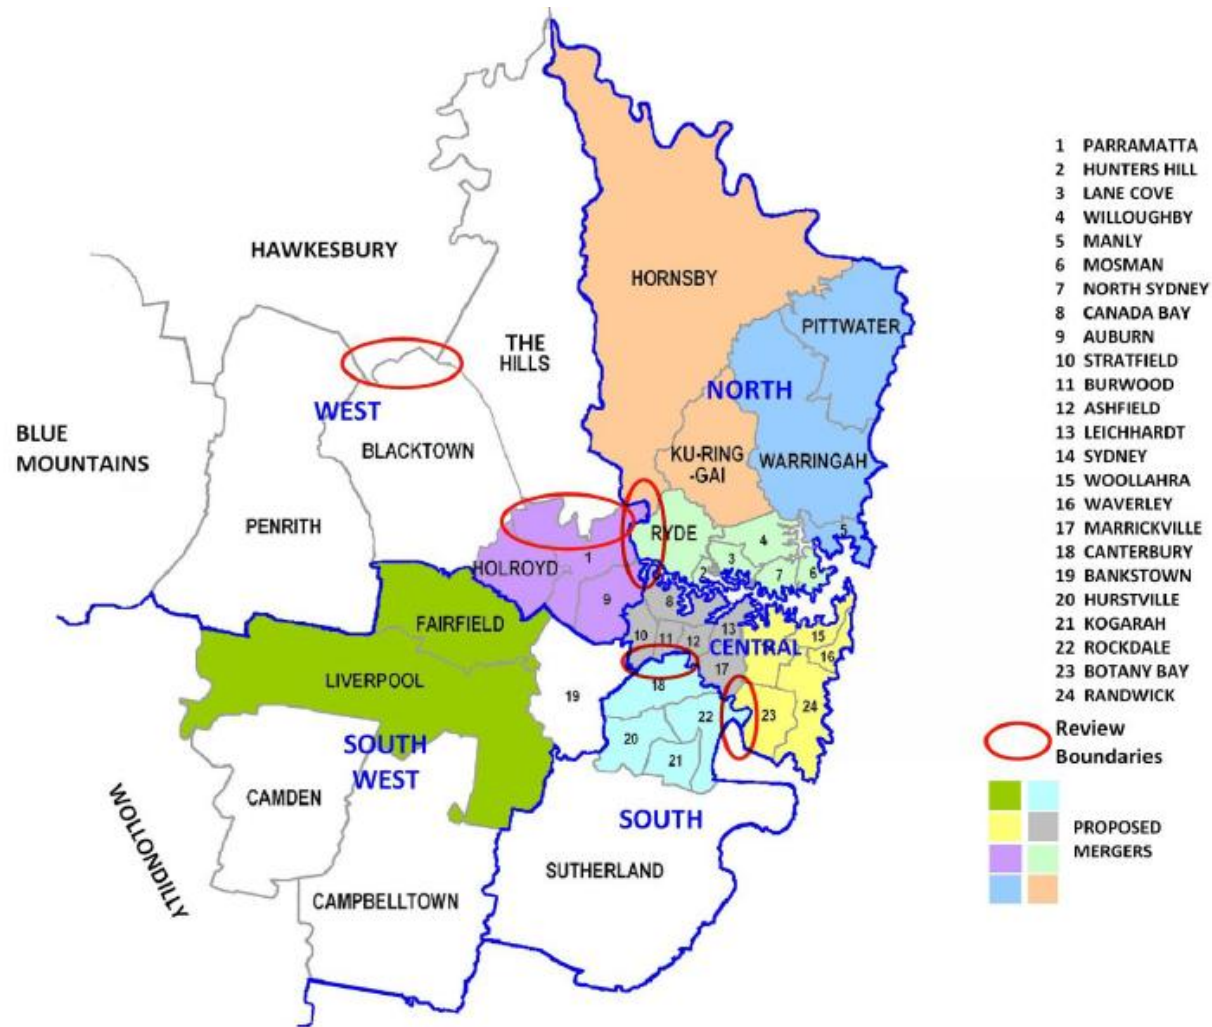 1 PARRAMATTA
2 HUNTERS HILL
3 LANE COVE
4 WILLOUGHBY
5 MANLY
6 MOSMAN
7 NORTH SYDNEY
8 CANADA BAY
9 AUBURN
10 STRATFIELD
11 BURWOOD
12 ASHFIELD
13 LEICHHARDT
14 SYDNEY
15 WOOLLAHRA
16 WAVERLEY
17 MARRICKVILLE
18 CANTERBURY
19 BANKSTOWN
20 HURSTVILLE
21 KOGARAH
22 ROCKDALE
23 BOTANY BAY
24 RANDWICK
Review
Boundaries
PROPOSED
MERGERS
HAWKESBURY
HORNSBY
PITTWATER
THE
HILLS
NORTH
WEST
BLUE
MOUNTAINS
BLACKTOWN
KU-RING
-GAI
WARRINGAH
PENRITH
RYDE
4
5
HOLROYD
1
3
2
7
6
9
8
FAIRFIELD
10
11
12
13
CENTRAL
15
16
17
LIVERPOOL
19
18
22
23
24
20
21
SOUTH
WEST
CAMDEN
WOLLONDILLY
SOUTH
SUTHERLAND
CAMPBELLTOWN